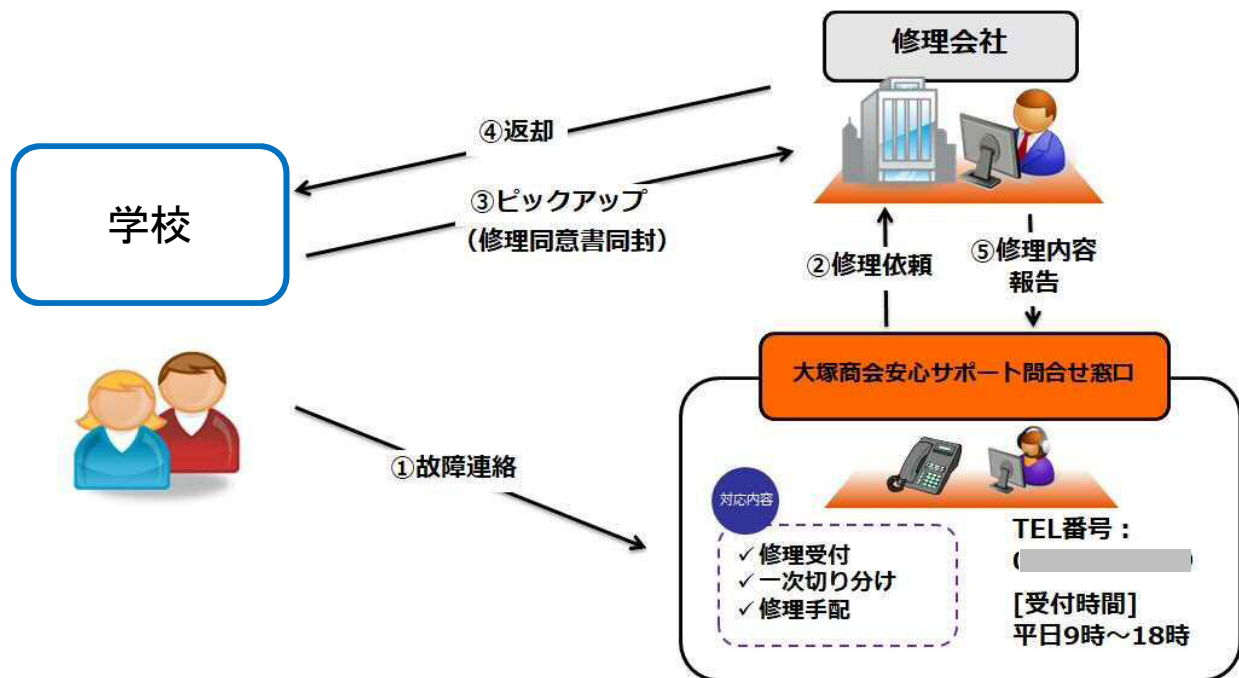 修理会社
④返却
学校
③ピックアップ
（修理同意書同封）
②修理依頼
⑤修理内容
報告
大塚商会安心サポート問合せ窓口
①故障連絡
対応内容
✓修理受付
✓一次切り分け
✓修理手配
TEL番号：
[受付時間]
平日9時～18時